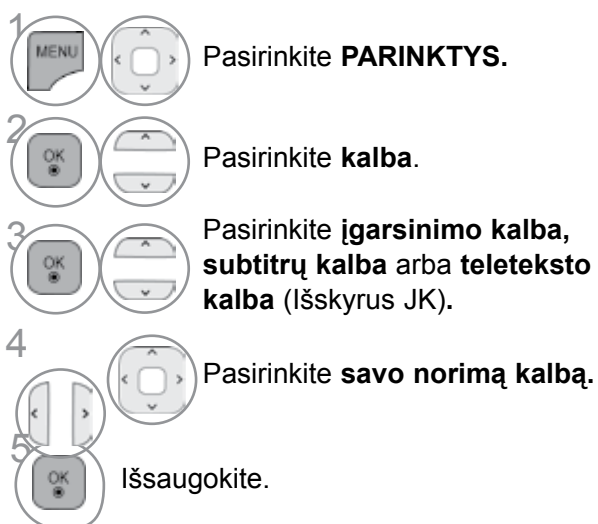 1
MENU
Pasirinkite PARINKTYS.
2
OK
Pasirinkite kalba.
3
OK
Pasirinkite įgarsinimo kalba,
subtitrų kalba arba teleteksto
kalba (Išskyrus JK).
4
Pasirinkite savo norimą kalbą.
5
OK
Išsaugokite.